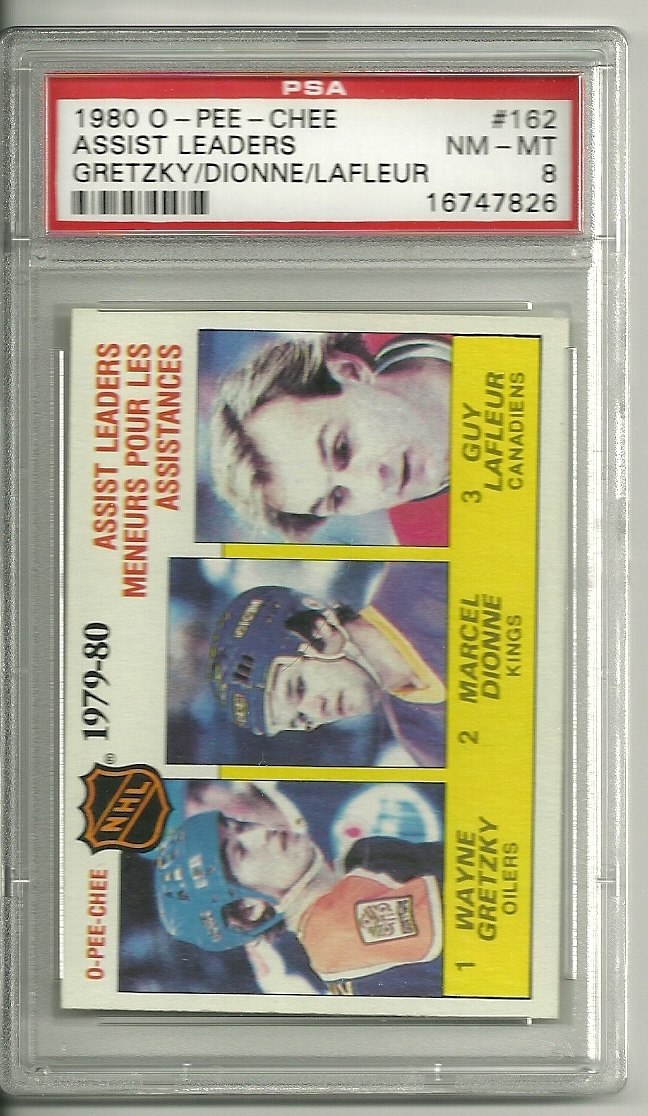 PSA
1980 O-PEE-CHEE #162
ASSIST LEADERS NM-MT
GRETZKY/DIONNE/LAFLEUR 8
16747826
O-PEE-CHEE
NHL ®
1979-80
ASSIST LEADERS
MENEURS POUR LES
ASSISTANCES
1 WAYNE
GRETZKY
OILERS
2 MARCEL
DIONNE
KINGS
3 GUY
LAFLEUR
CANADIENS